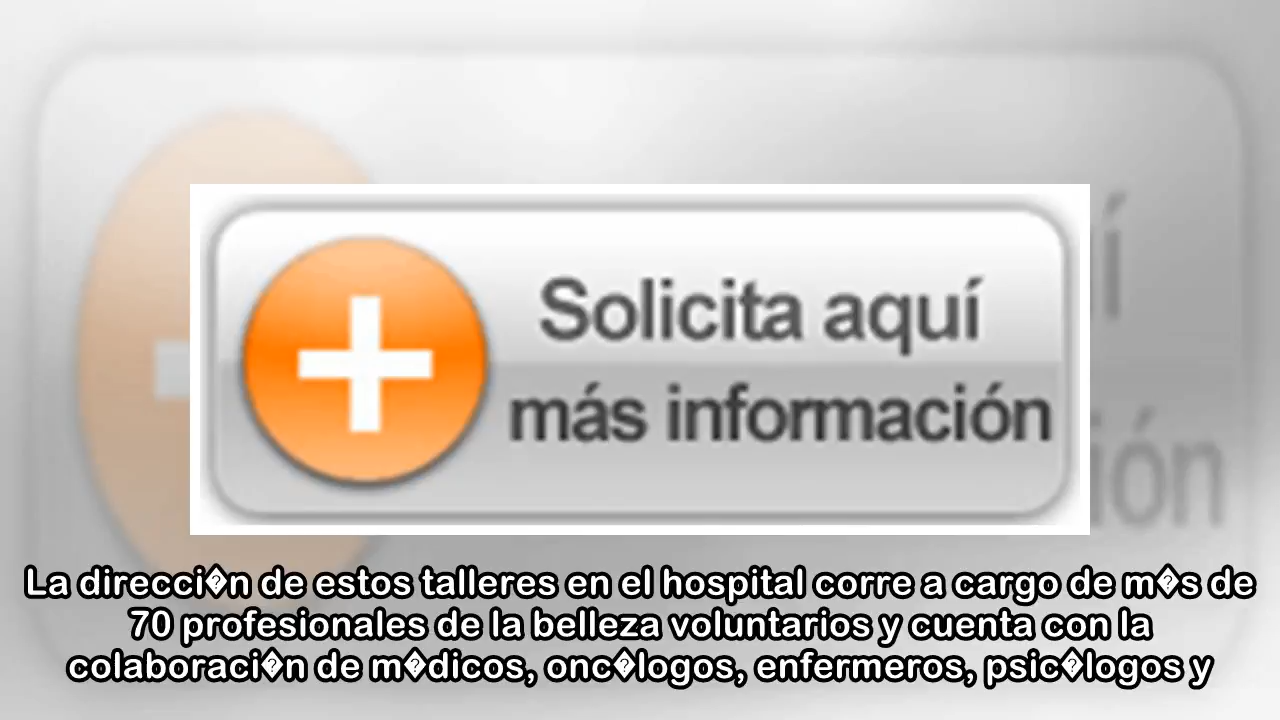 Solicita aquí
más información
La direcci�n de estos talleres en el hospital corre a cargo de m�s de
70 profesionales de la belleza voluntarios y cuenta con la
colaboraci�n de m�dicos, onc�logos, enfermeros, psic�logos y